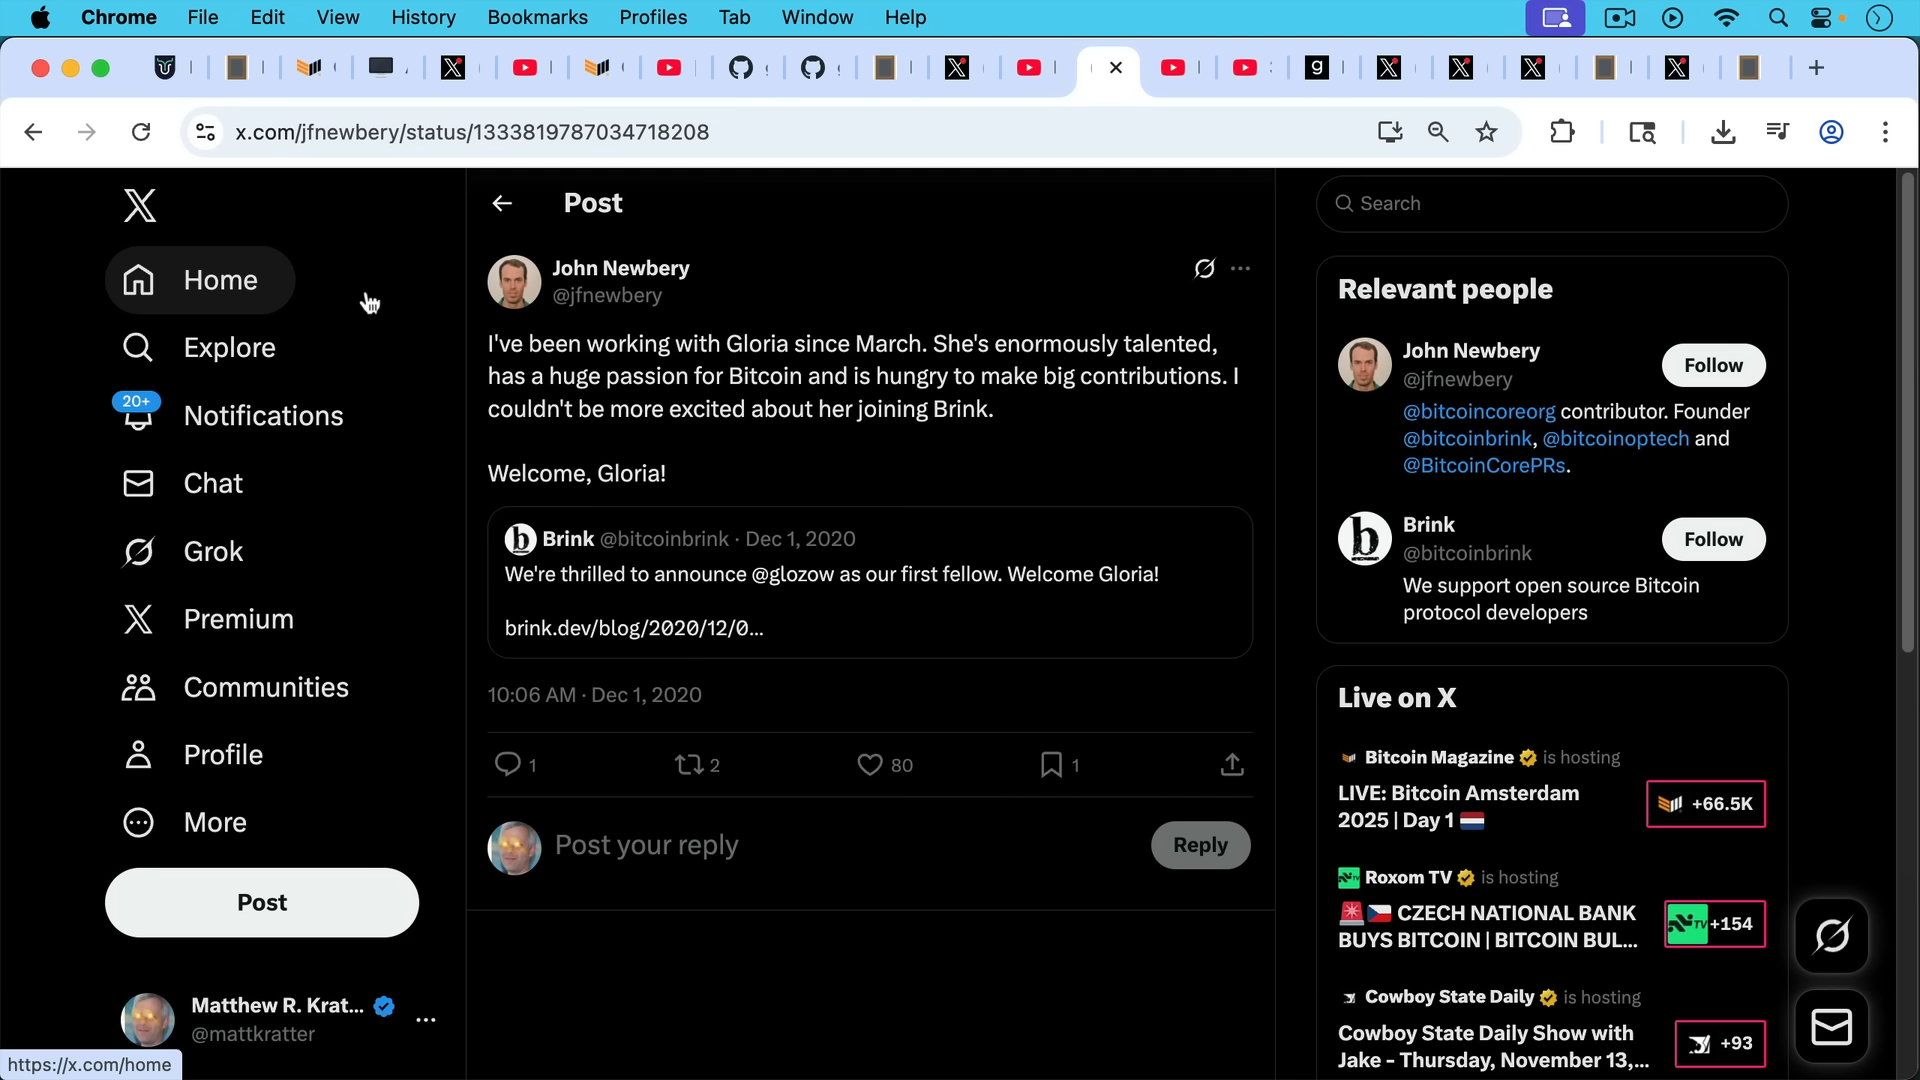 Chrome File Edit View History Bookmarks Profiles Tab Window Help
x.com/jfnewbery/status/1333819787034718208
Home
Explore
20+
Notifications
Chat
Grok
Premium
Communities
Profile
More
Post
Matthew R. Krat...
@mattkratter
https://x.com/home
Post
John Newbery
@jfnewbery
I've been working with Gloria since March. She's enormously talented,
has a huge passion for Bitcoin and is hungry to make big contributions. I
couldn't be more excited about her joining Brink.
Welcome, Gloria!
Brink @bitcoinbrink · Dec 1, 2020
We're thrilled to announce @glozow as our first fellow. Welcome Gloria!
brink.dev/blog/2020/12/0...
10:06 AM · Dec 1, 2020
1 2 80 1
Post your reply
Reply
Search
Relevant people
John Newbery
@jfnewbery
Follow
@bitcoincoreorg contributor. Founder
@bitcoinbrink, @bitcoinoptech and
@BitcoinCorePRs.
Brink
@bitcoinbrink
Follow
We support open source Bitcoin
protocol developers
Live on X
Bitcoin Magazine is hosting
LIVE: Bitcoin Amsterdam
2025 | Day 1
+66.5K
Roxom TV is hosting
CZECH NATIONAL BANK
BUYS BITCOIN | BITCOIN BUL...
+154
Cowboy State Daily is hosting
Cowboy State Daily Show with
Jake - Thursday, November 13,...
+93